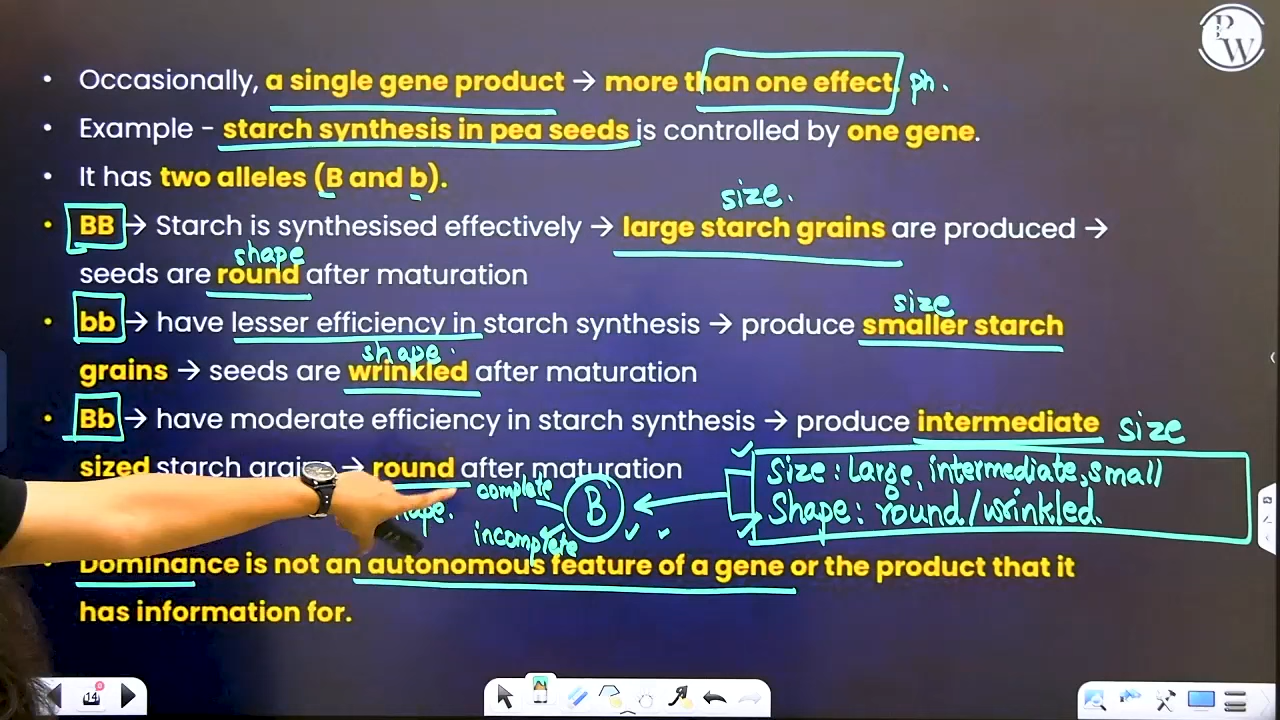 PW
• Occasionally, a single gene product → more than one effect. ph.
• Example - starch synthesis in pea seeds is controlled by one gene.
• It has two alleles (B and b).
size.
• BB → Starch is synthesised effectively → large starch grains are produced →
shape
seeds are round after maturation
size
• bb → have lesser efficiency in starch synthesis → produce smaller starch
shape.
grains → seeds are wrinkled after maturation
• Bb → have moderate efficiency in starch synthesis → produce intermediate size
sized starch → round after maturation
Size: Large, intermediate, small
complete B
Shape: round/wrinkled.
incomplete
• Dominance is not an autonomous feature of a gene or the product that it
has information for.
14